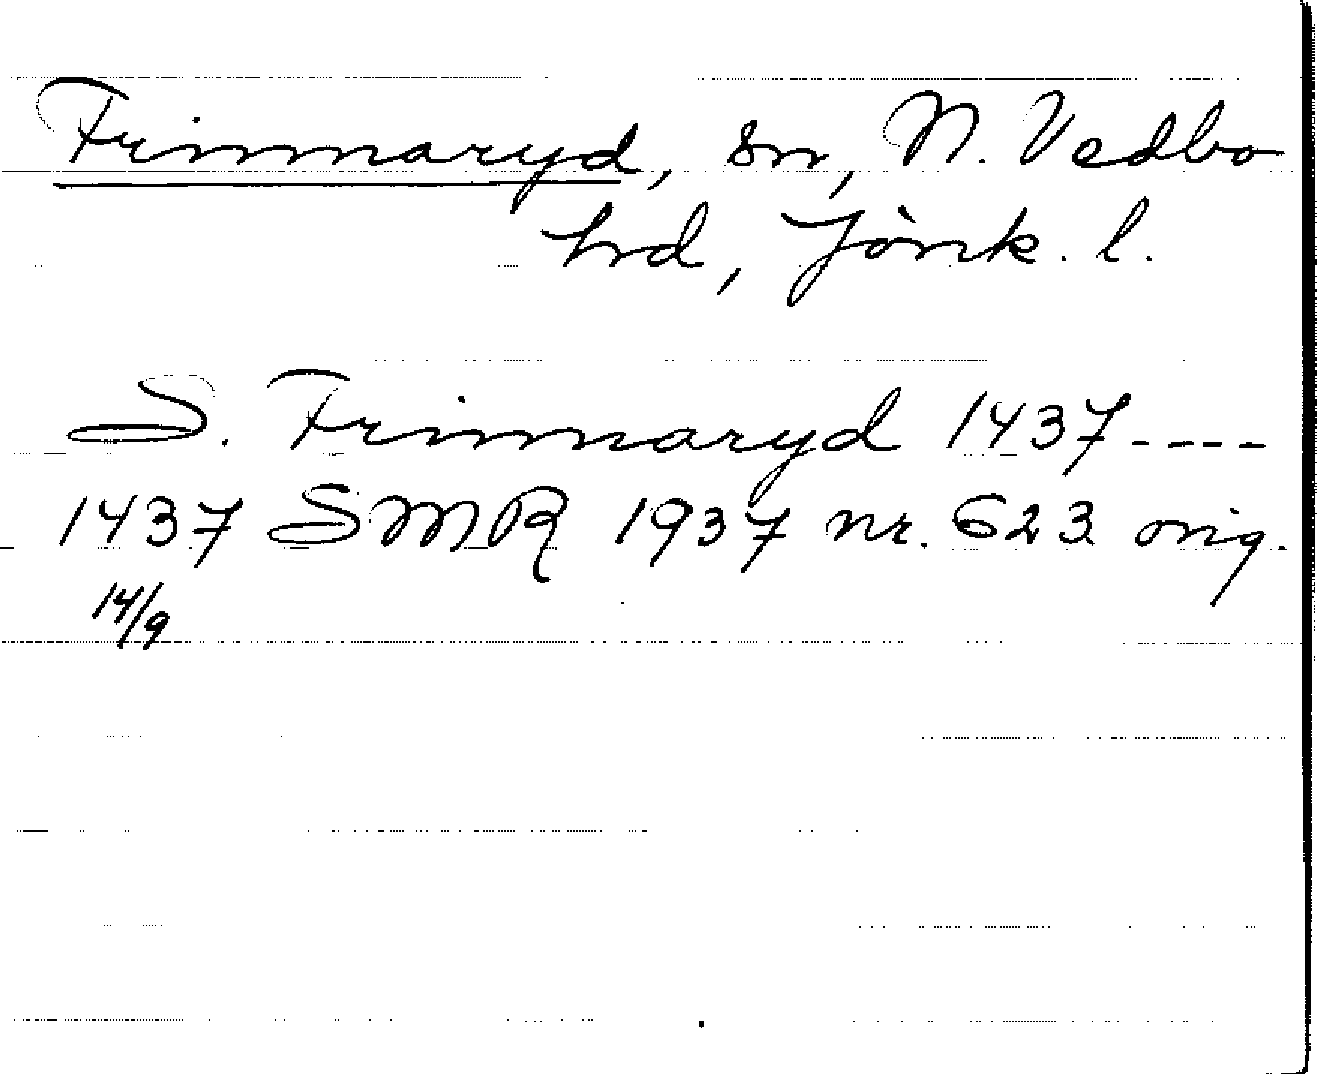 Frinnaryd, sn, N. Vedbo
hd, Jönk. l.
S. Frinnaryd 1437 ----
1437 SMR 1937 nr. 623 orig.
14/9